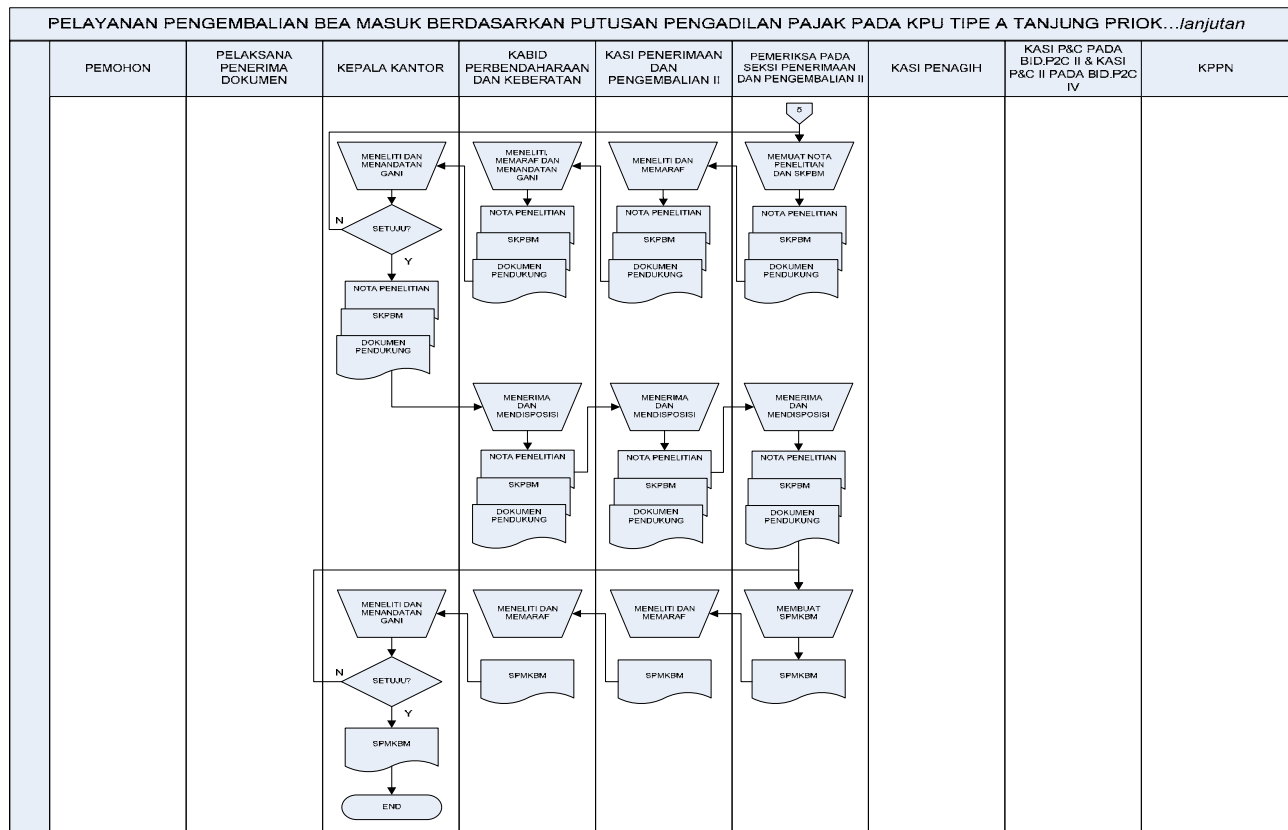 PELAYANAN PENGEMBALIAN BEA MASUK BERDASARKAN PUTUSAN PENGADILAN PAJAK PADA KPU TIPE A TANJUNG PRIOK...lanjutan
PEMOHON
PELAKSANA
PENERIMA
DOKUMEN
KEPALA KANTOR
KABID
PERBENDAHARAAN
DAN KEBERATAN
KASI PENERIMAAN
DAN
PENGEMBALIAN II
PEMERIKSA PADA
SEKSI PENERIMAAN
DAN PENGEMBALIAN II
KASI PENAGIH
KASI P&C PADA
BID.P2C II & KASI
P&C II PADA BID.P2C
IV
KPPN
5
MENELITI DAN
MENANDATAN
GANI
MENELITI,
MEMARAF DAN
MENANDATAN
GANI
MENELITI DAN
MEMARAF
MEMUAT NOTA
PENELITIAN
DAN SKPBM
N
SETUJU?
Y
NOTA PENELITIAN
SKPBM
DOKUMEN
PENDUKUNG
NOTA PENELITIAN
SKPBM
DOKUMEN
PENDUKUNG
NOTA PENELITIAN
SKPBM
DOKUMEN
PENDUKUNG
NOTA PENELITIAN
SKPBM
DOKUMEN
PENDUKUNG
MENERIMA
DAN
MENDISPOSISI
MENERIMA
DAN
MENDISPOSISI
MENERIMA
DAN
MENDISPOSISI
NOTA PENELITIAN
SKPBM
DOKUMEN
PENDUKUNG
NOTA PENELITIAN
SKPBM
DOKUMEN
PENDUKUNG
NOTA PENELITIAN
SKPBM
DOKUMEN
PENDUKUNG
MENELITI DAN
MENANDATAN
GANI
MENELITI DAN
MEMARAF
MENELITI DAN
MEMARAF
MEMBUAT
SPMKBM
N
SETUJU?
Y
SPMKBM
SPMKBM
SPMKBM
SPMKBM
END